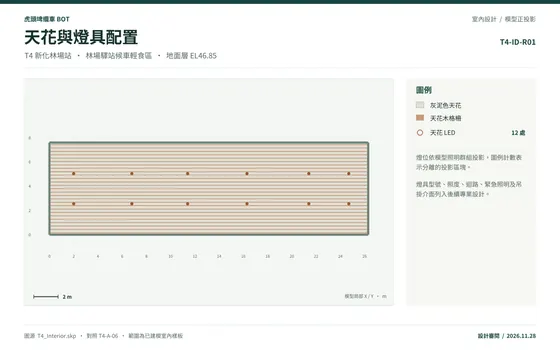 虎頭埤纜車 BOT
室內設計 / 模型正投影
天花與燈具配置
T4-ID-R01
T4 新化林場站 · 林場驛站候車輕食區 · 地面層 EL46.85
圖例
灰泥色天花
天花木格柵
天花 LED 12 處
燈位依模型照明群組投影。圖例計數表
示分離的投影區塊。
燈具型號、照度、迴路、緊急照明及吊
掛介面列入後續專業設計。
8
6
4
2
0
0 2 4 6 8 10 12 14 16 18 20 22 24 26
2 m
模型局部 X / Y · m
圖源 T4_Interior.skp · 對照 T4-A-06 · 範圍為已建模室內樣板
設計審閱 / 2026.11.28